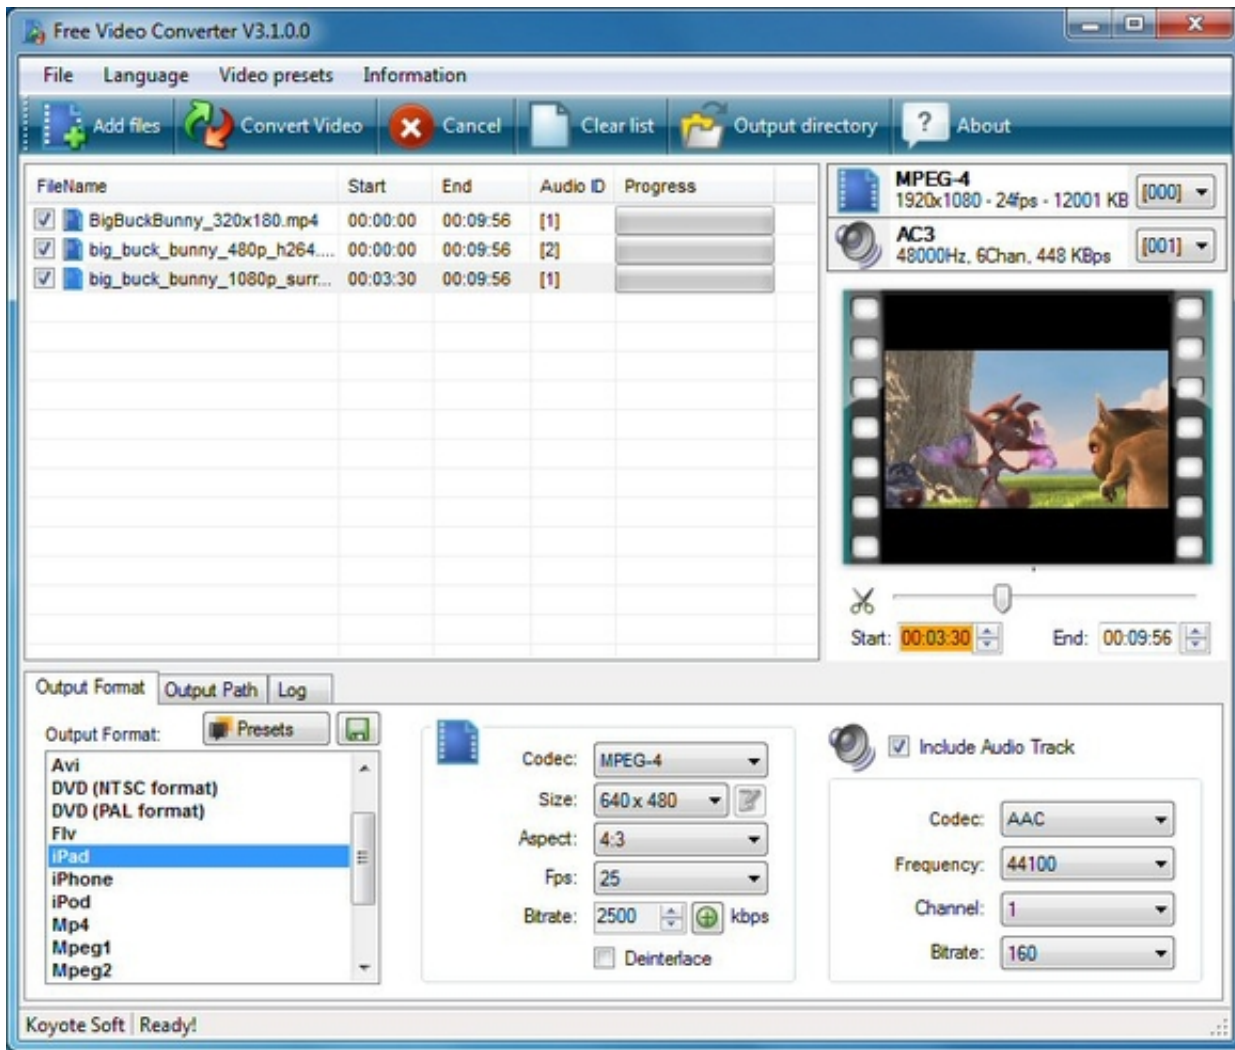 Free Video Converter V3.1.0.0
File Language Video presets Information
Add files Convert Video Cancel Clear list Output directory ? About
FileName Start End Audio ID Progress
BigBuckBunny_320x180.mp4 00:00:00 00:09:56 [1]
big_buck_bunny_480p_h264.... 00:00:00 00:09:56 [2]
big_buck_bunny_1080p_surr... 00:03:30 00:09:56 [1]
MPEG-4
1920x1080 - 24fps - 12001 KB [000]
AC3
48000Hz, 6Chan, 448 KBps [001]
Start: 00:03:30 End: 00:09:56
Output Format Output Path Log
Output Format: Presets
Avi
DVD (NTSC format)
DVD (PAL format)
Flv
iPad
iPhone
iPod
Mp4
Mpeg1
Mpeg2
Codec: MPEG-4
Size: 640 x 480
Aspect: 4:3
Fps: 25
Bitrate: 2500 kbps
Deinterlace
Include Audio Track
Codec: AAC
Frequency: 44100
Channel: 1
Bitrate: 160
Koyote Soft Ready!